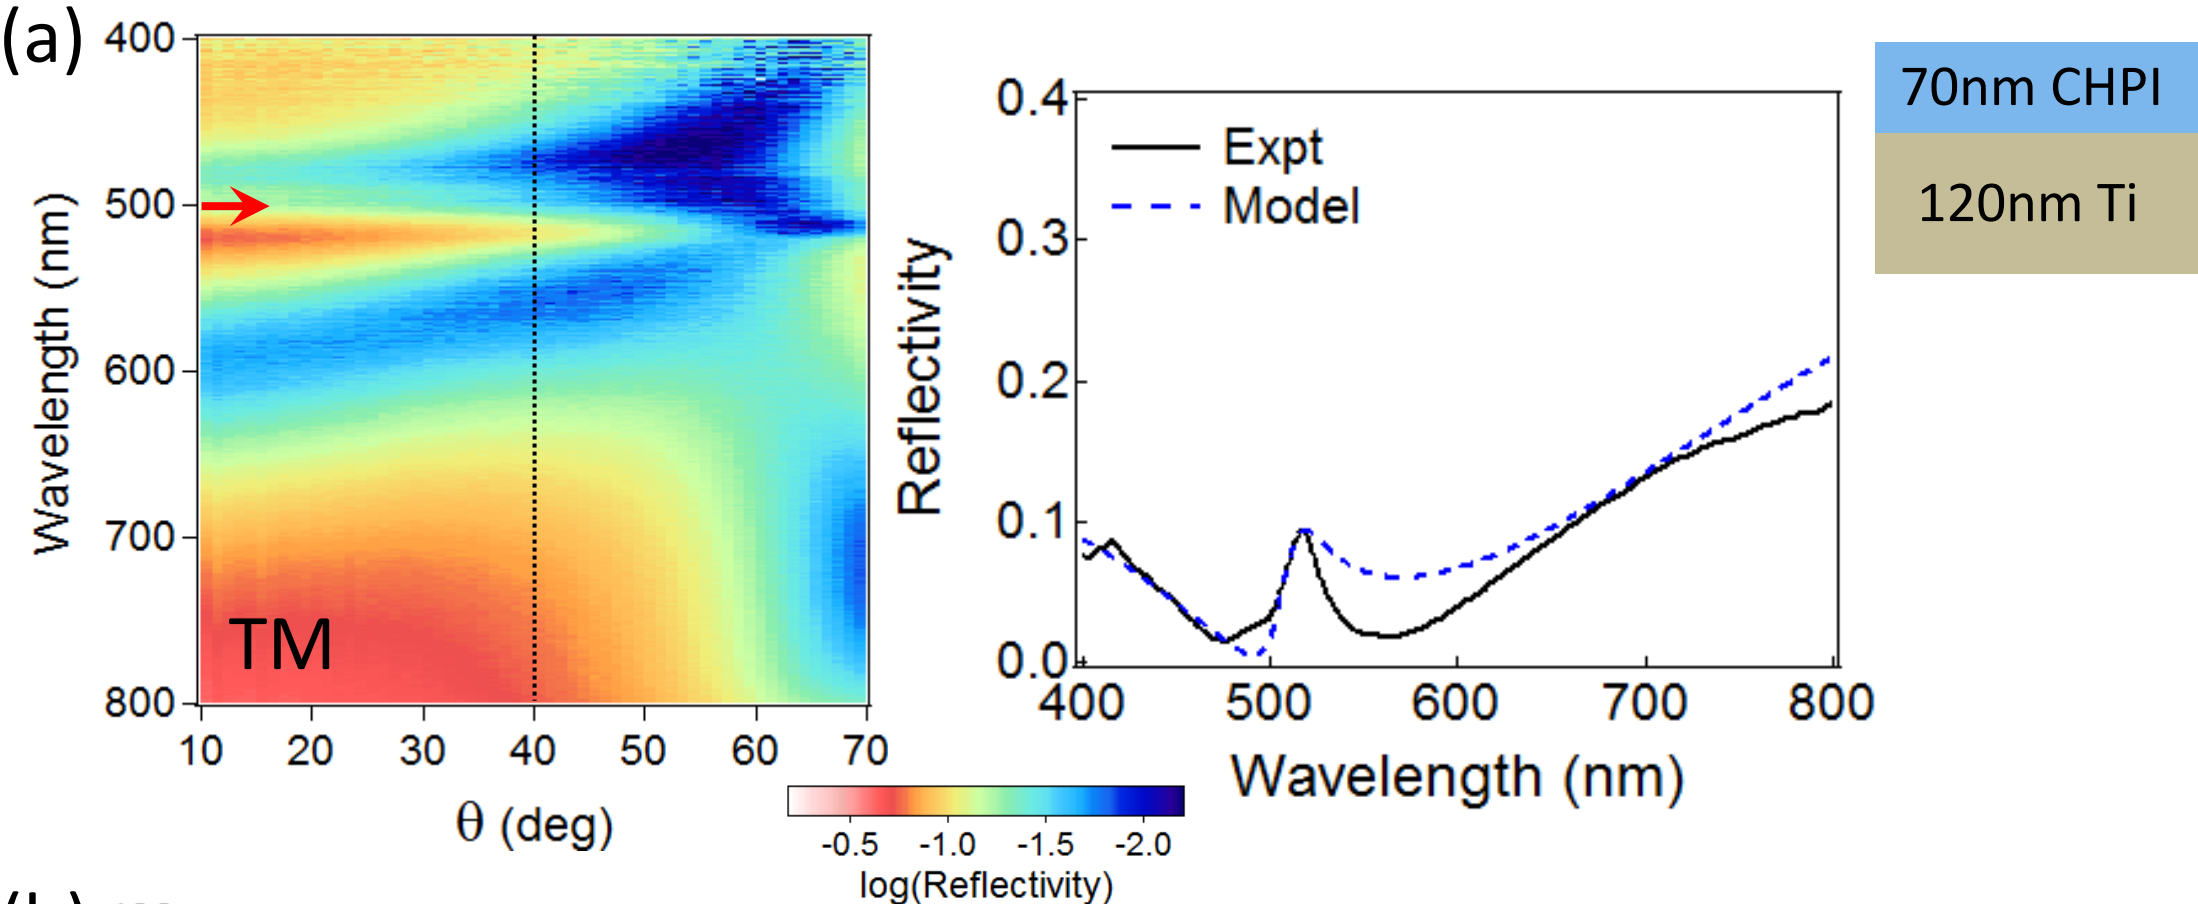 (a)
400
500
600
700
800
Wavelength (nm)
TM
10 20 30 40 50 60 70
θ (deg)
-0.5 -1.0 -1.5 -2.0
log(Reflectivity)
0.4
0.3
0.2
0.1
0.0
Reflectivity
Expt
Model
400 500 600 700 800
Wavelength (nm)
70nm CHPI
120nm Ti